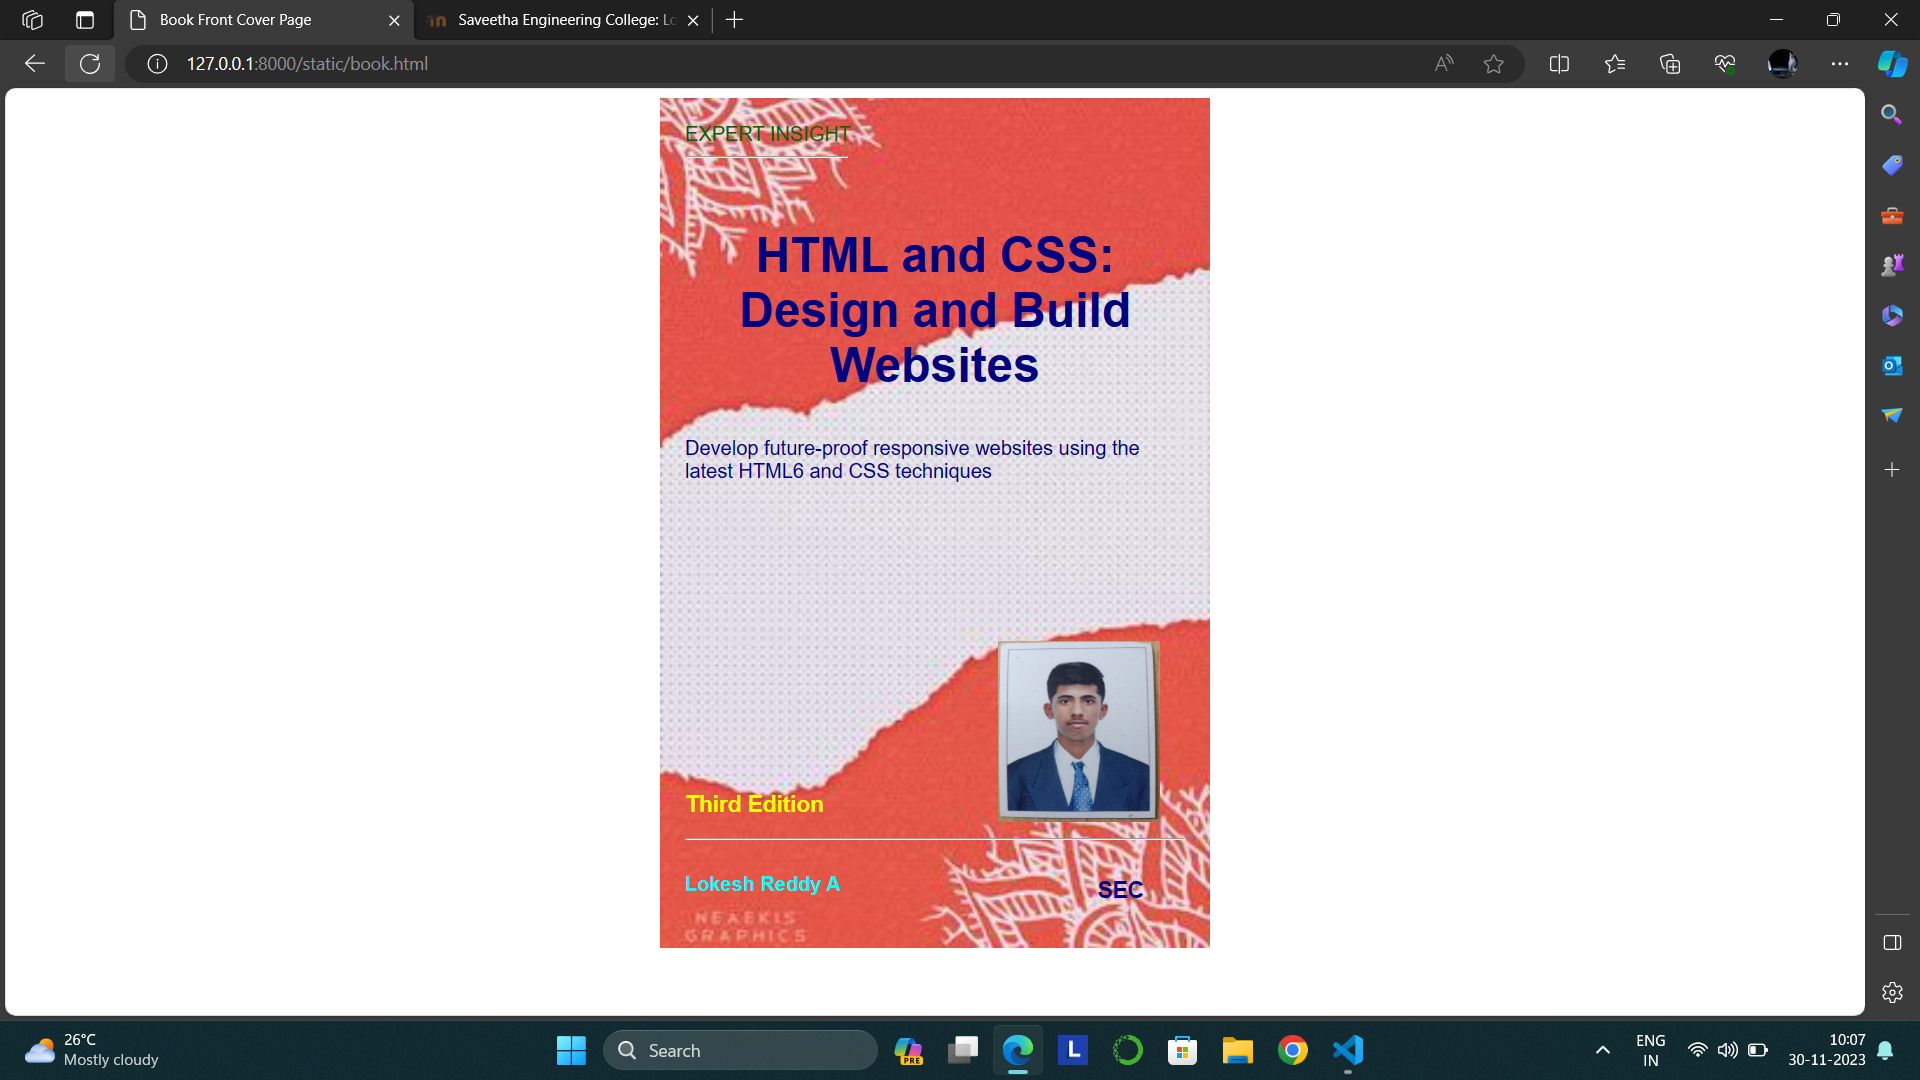 Book Front Cover Page
Saveetha Engineering College: Lo
127.0.0.1:8000/static/book.html
EXPERT INSIGHT
HTML and CSS:
Design and Build
Websites
Develop future-proof responsive websites using the
latest HTML6 and CSS techniques
Third Edition
Lokesh Reddy A
SEC
NEAEKIS
GRAPHICS
26°C
Mostly cloudy
Search
PRE
L
ENG
IN
10:07
30-11-2023